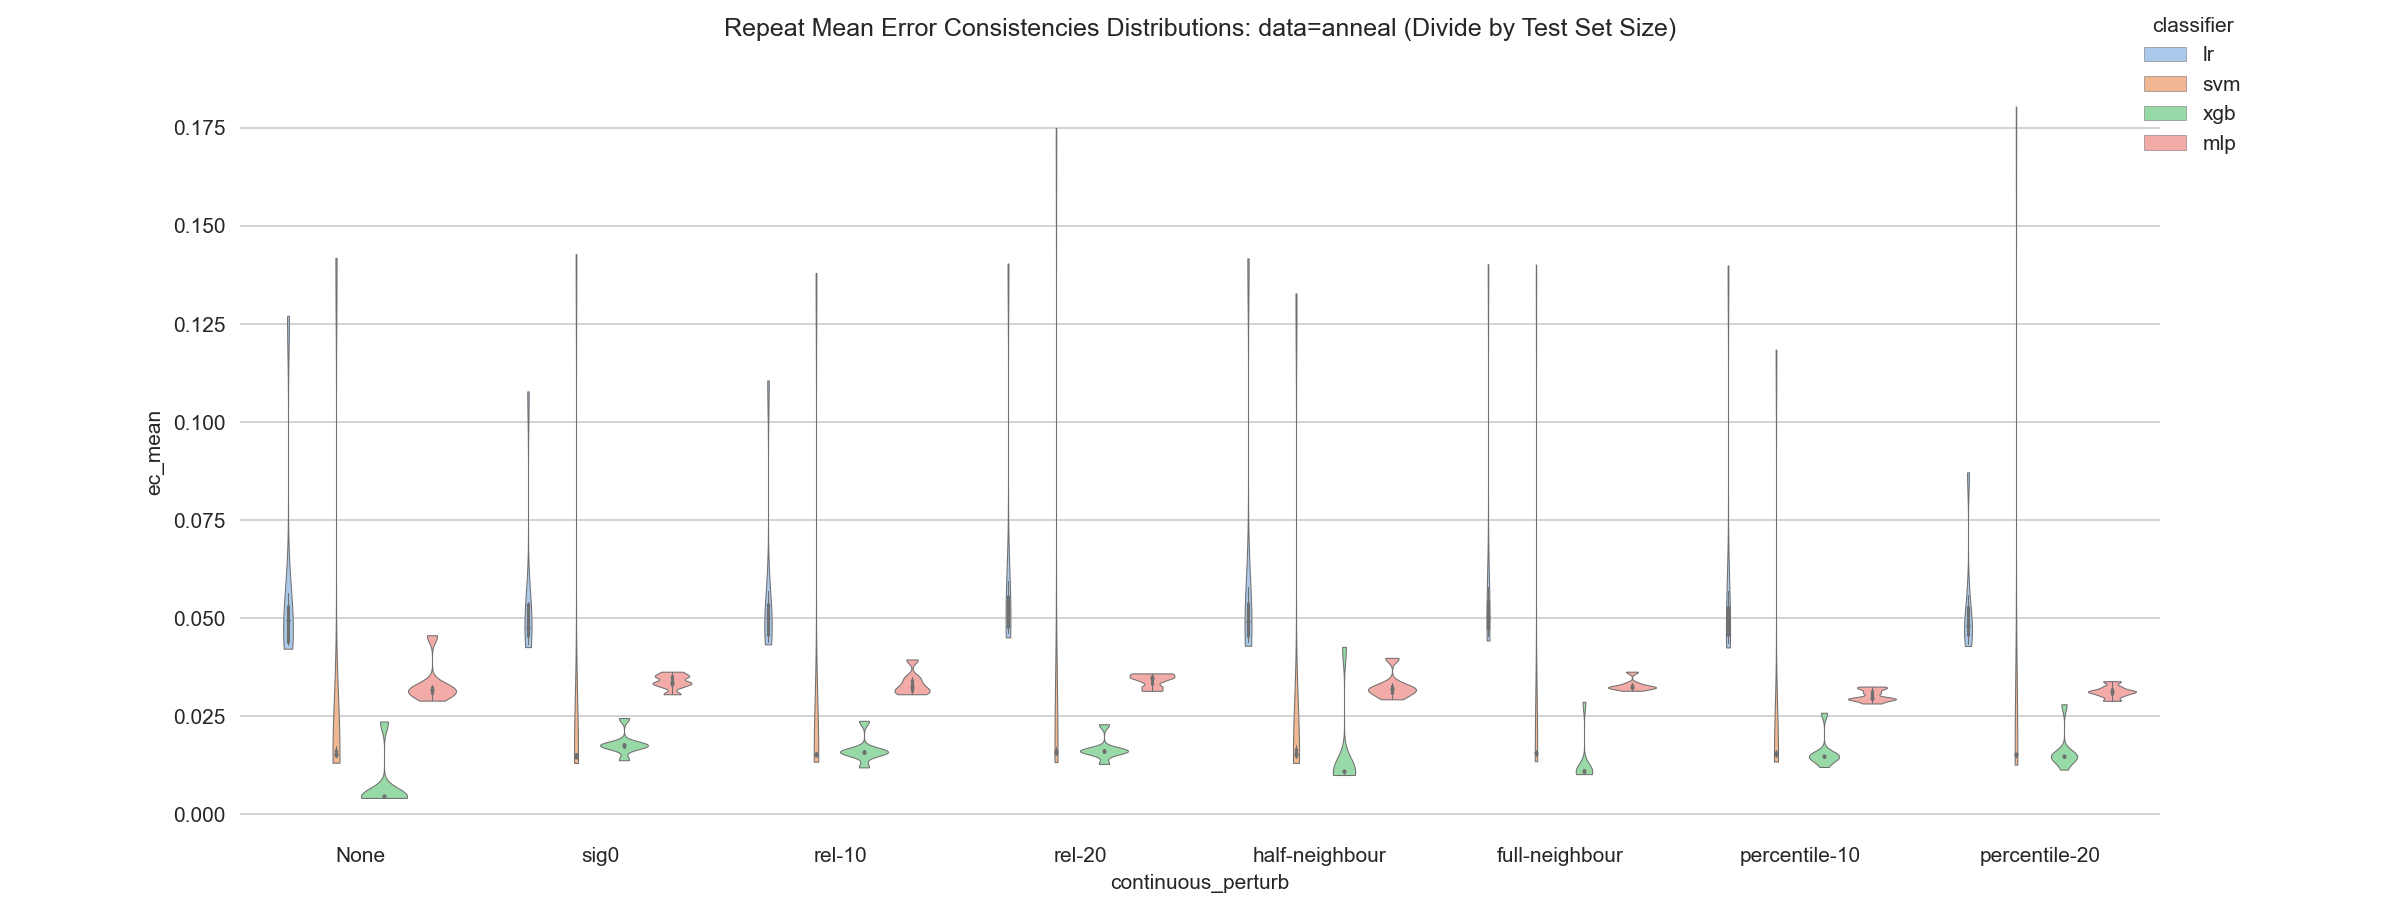 Repeat Mean Error Consistencies Distributions: data=anneal (Divide by Test Set Size)
classifier
lr
svm
xgb
mlp
0.175
0.150
0.125
0.100
0.075
0.050
0.025
0.000
ec_mean
None
sig0
rel-10
rel-20
half-neighbour
full-neighbour
percentile-10
percentile-20
continuous_perturb